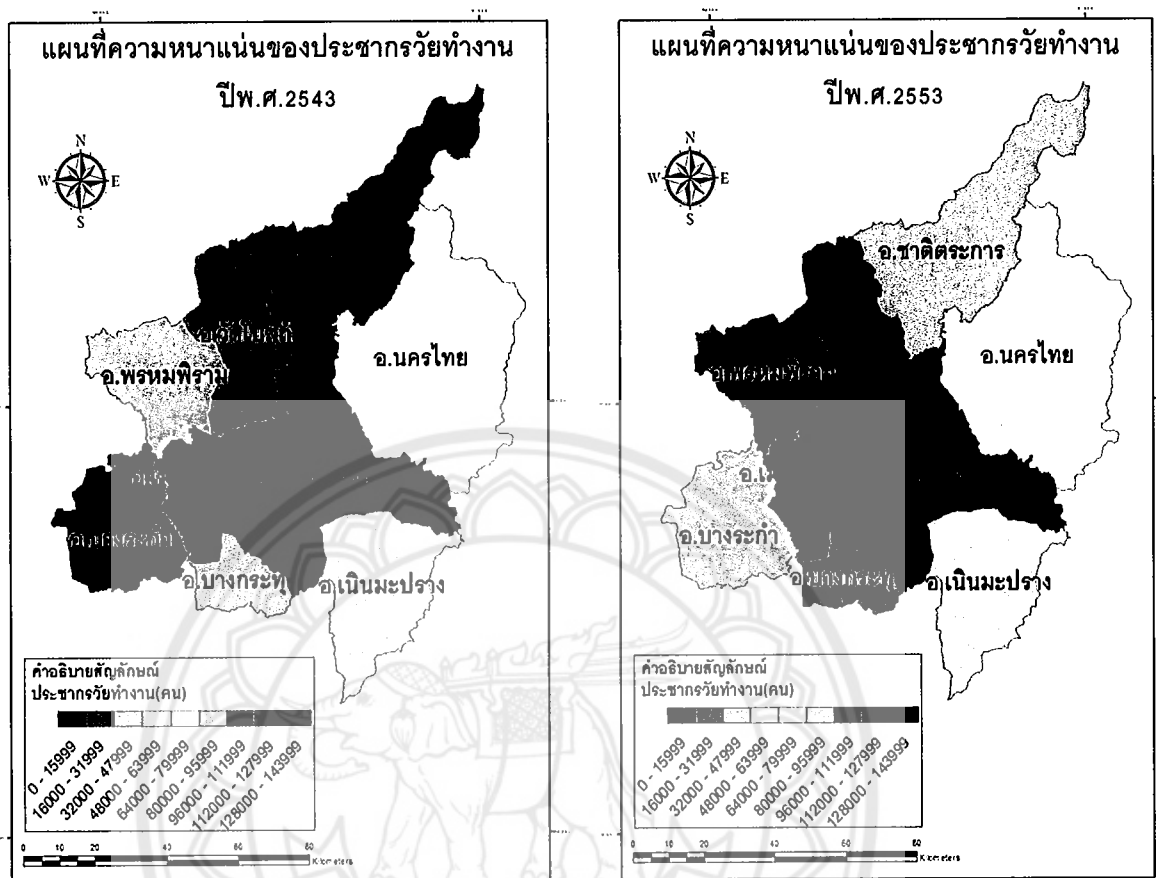 แผนที่ความหนาแน่นของประชากรวัยทำงาน
ปีพ.ศ.2543
N
W
E
S
อ.นครไทย
อ.พรหมพิราม
อ.บางกระทุ่
อ.เนินมะปราง
คำอธิบายสัญลักษณ์
ประชากรวัยทำงาน(คน)
0 - 15999
16000 - 31999
32000 - 47999
48000 - 63999
64000 - 79999
80000 - 95999
96000 - 111999
112000 - 127999
128000 - 143999
0 10 20 40 60 80
Kilometers
แผนที่ความหนาแน่นของประชากรวัยทำงาน
ปีพ.ศ.2553
N
W
E
S
อ.ชาติตระการ
อ.นครไทย
อ.พรหมพิราม
อ.บางระกำ
อ.เนินมะปราง
คำอธิบายสัญลักษณ์
ประชากรวัยทำงาน(คน)
0 - 15999
16000 - 31999
32000 - 47999
48000 - 63999
64000 - 79999
80000 - 95999
96000 - 111999
112000 - 127999
128000 - 143999
0 10 20 40 60 80
Kilometers